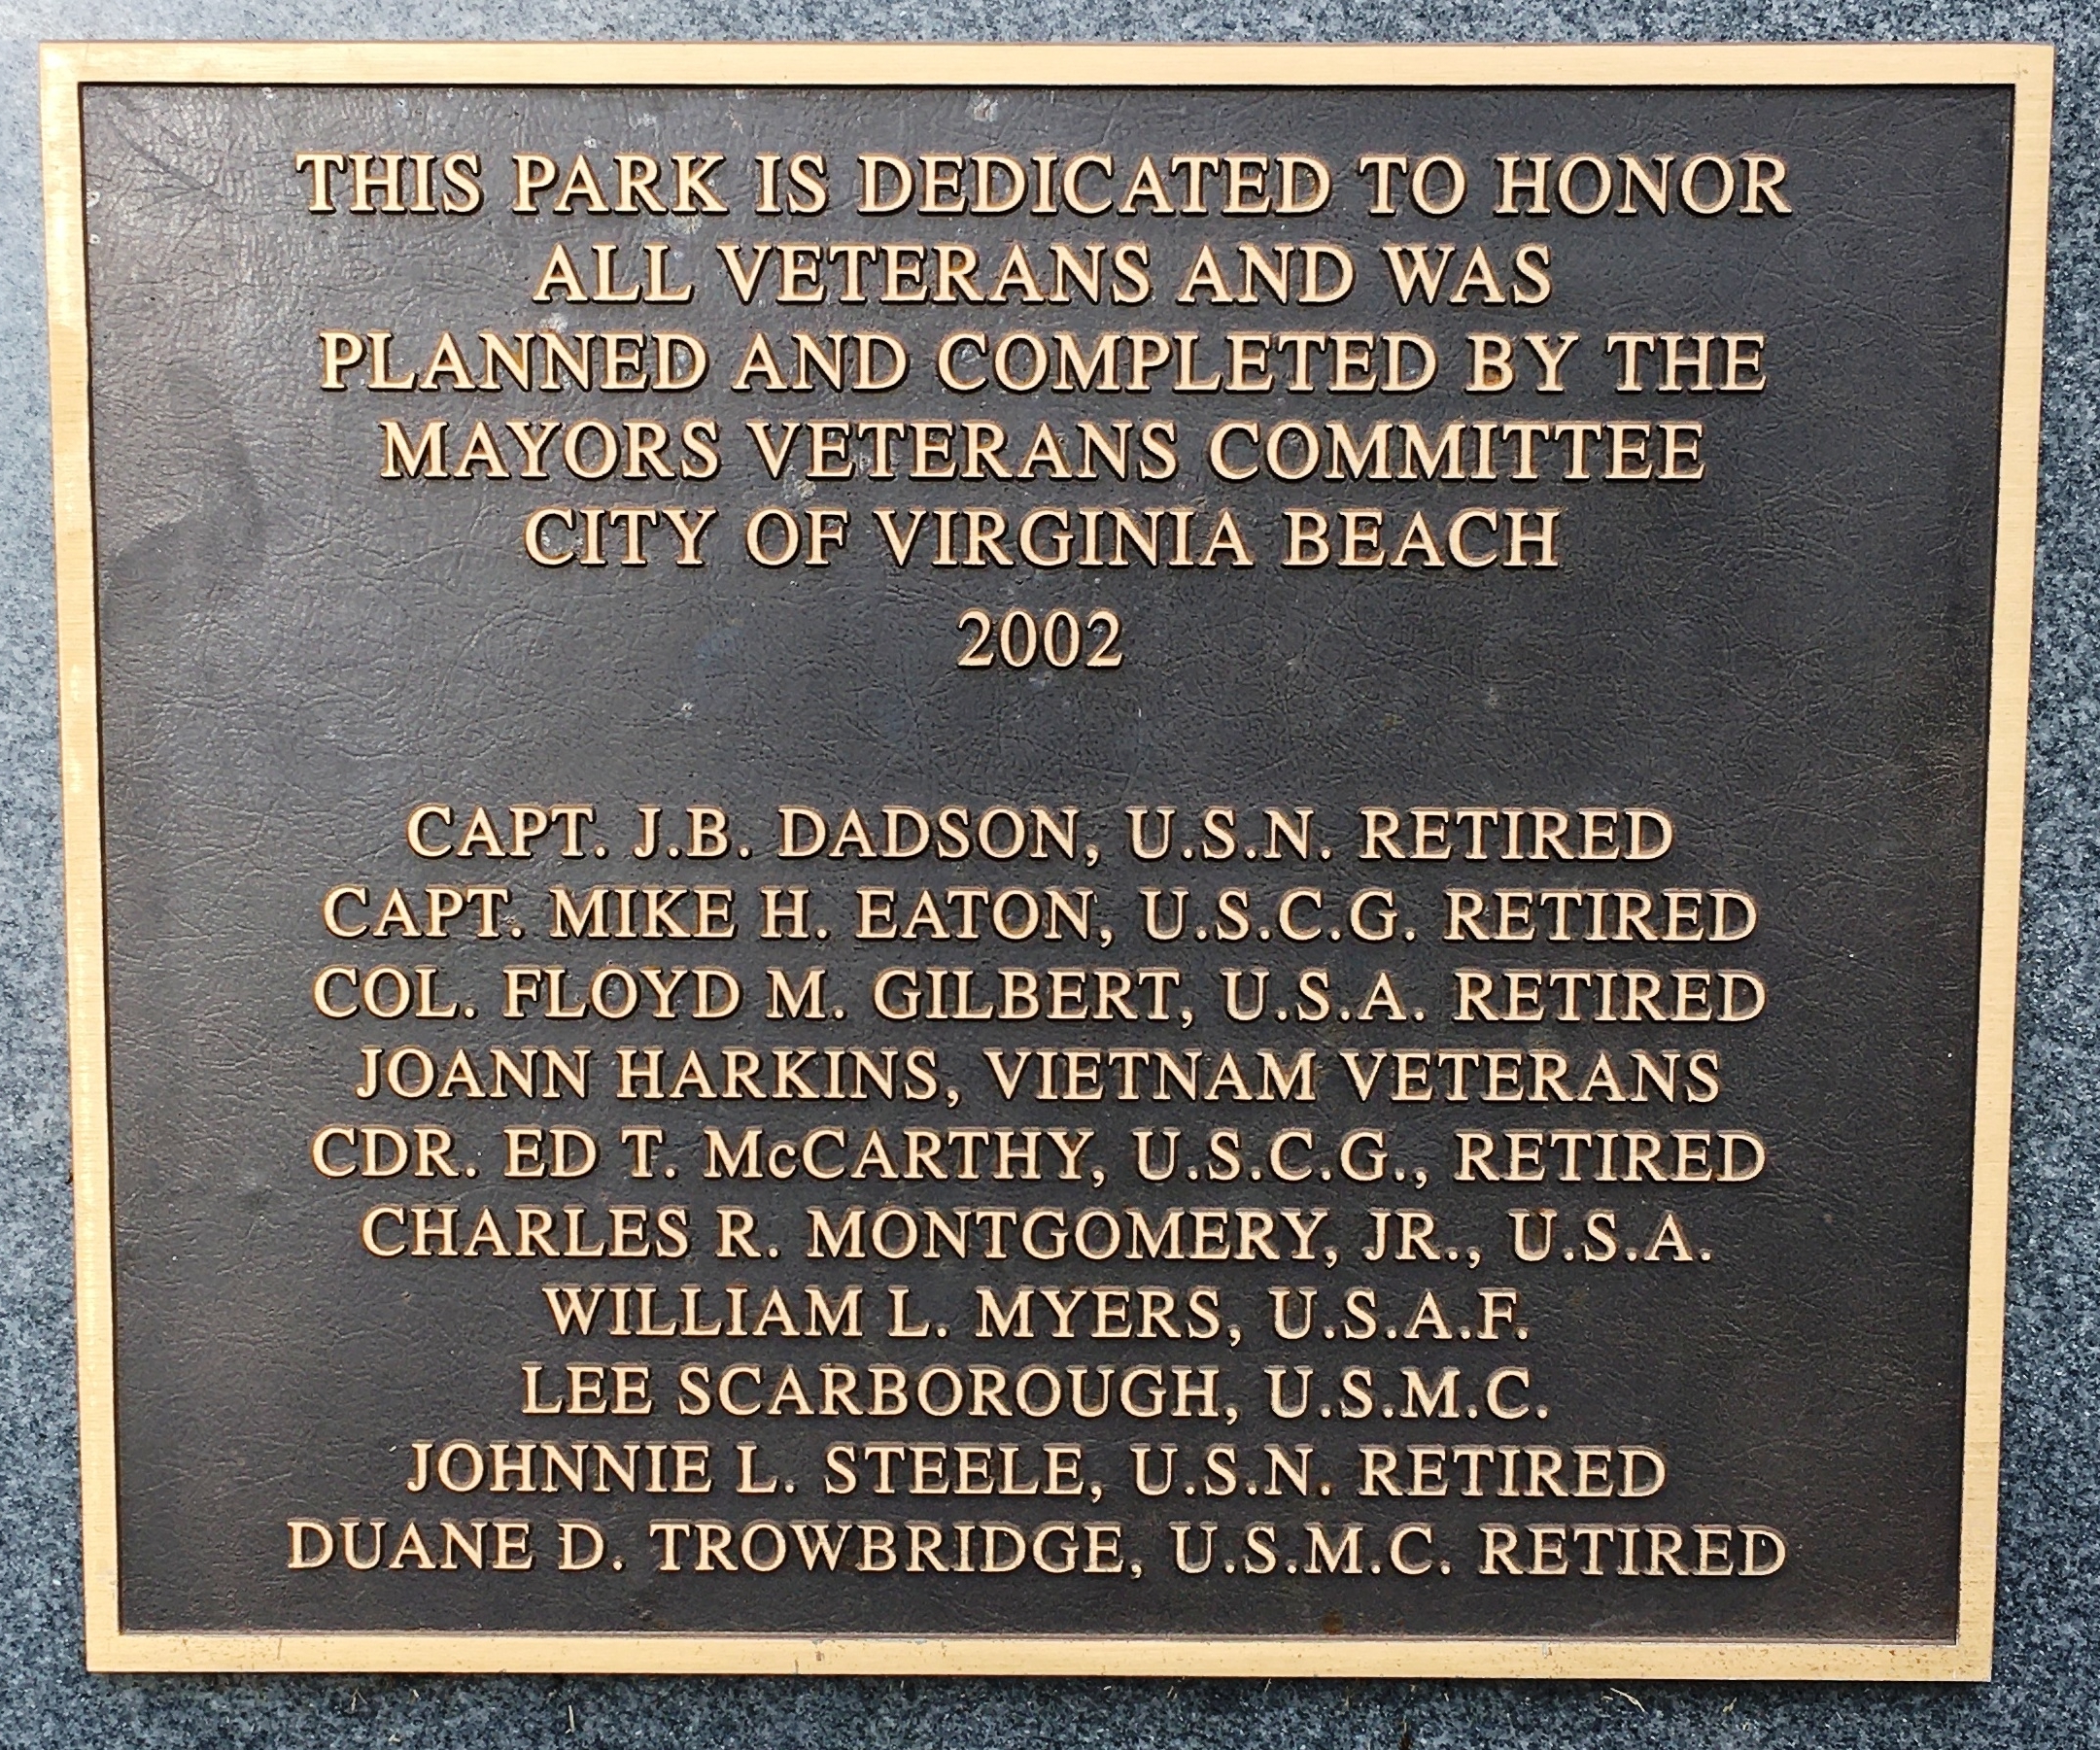 THIS PARK IS DEDICATED TO HONOR
ALL VETERANS AND WAS
PLANNED AND COMPLETED BY THE
MAYORS VETERANS COMMITTEE
CITY OF VIRGINIA BEACH
2002
CAPT. J.B. DADSON, U.S.N. RETIRED
CAPT. MIKE H. EATON, U.S.C.G. RETIRED
COL. FLOYD M. GILBERT, U.S.A. RETIRED
JOANN HARKINS, VIETNAM VETERANS
CDR. ED T. McCARTHY, U.S.C.G., RETIRED
CHARLES R. MONTGOMERY, JR., U.S.A.
WILLIAM L. MYERS, U.S.A.F.
LEE SCARBOROUGH, U.S.M.C.
JOHNNIE L. STEELE, U.S.N. RETIRED
DUANE D. TROWBRIDGE, U.S.M.C. RETIRED